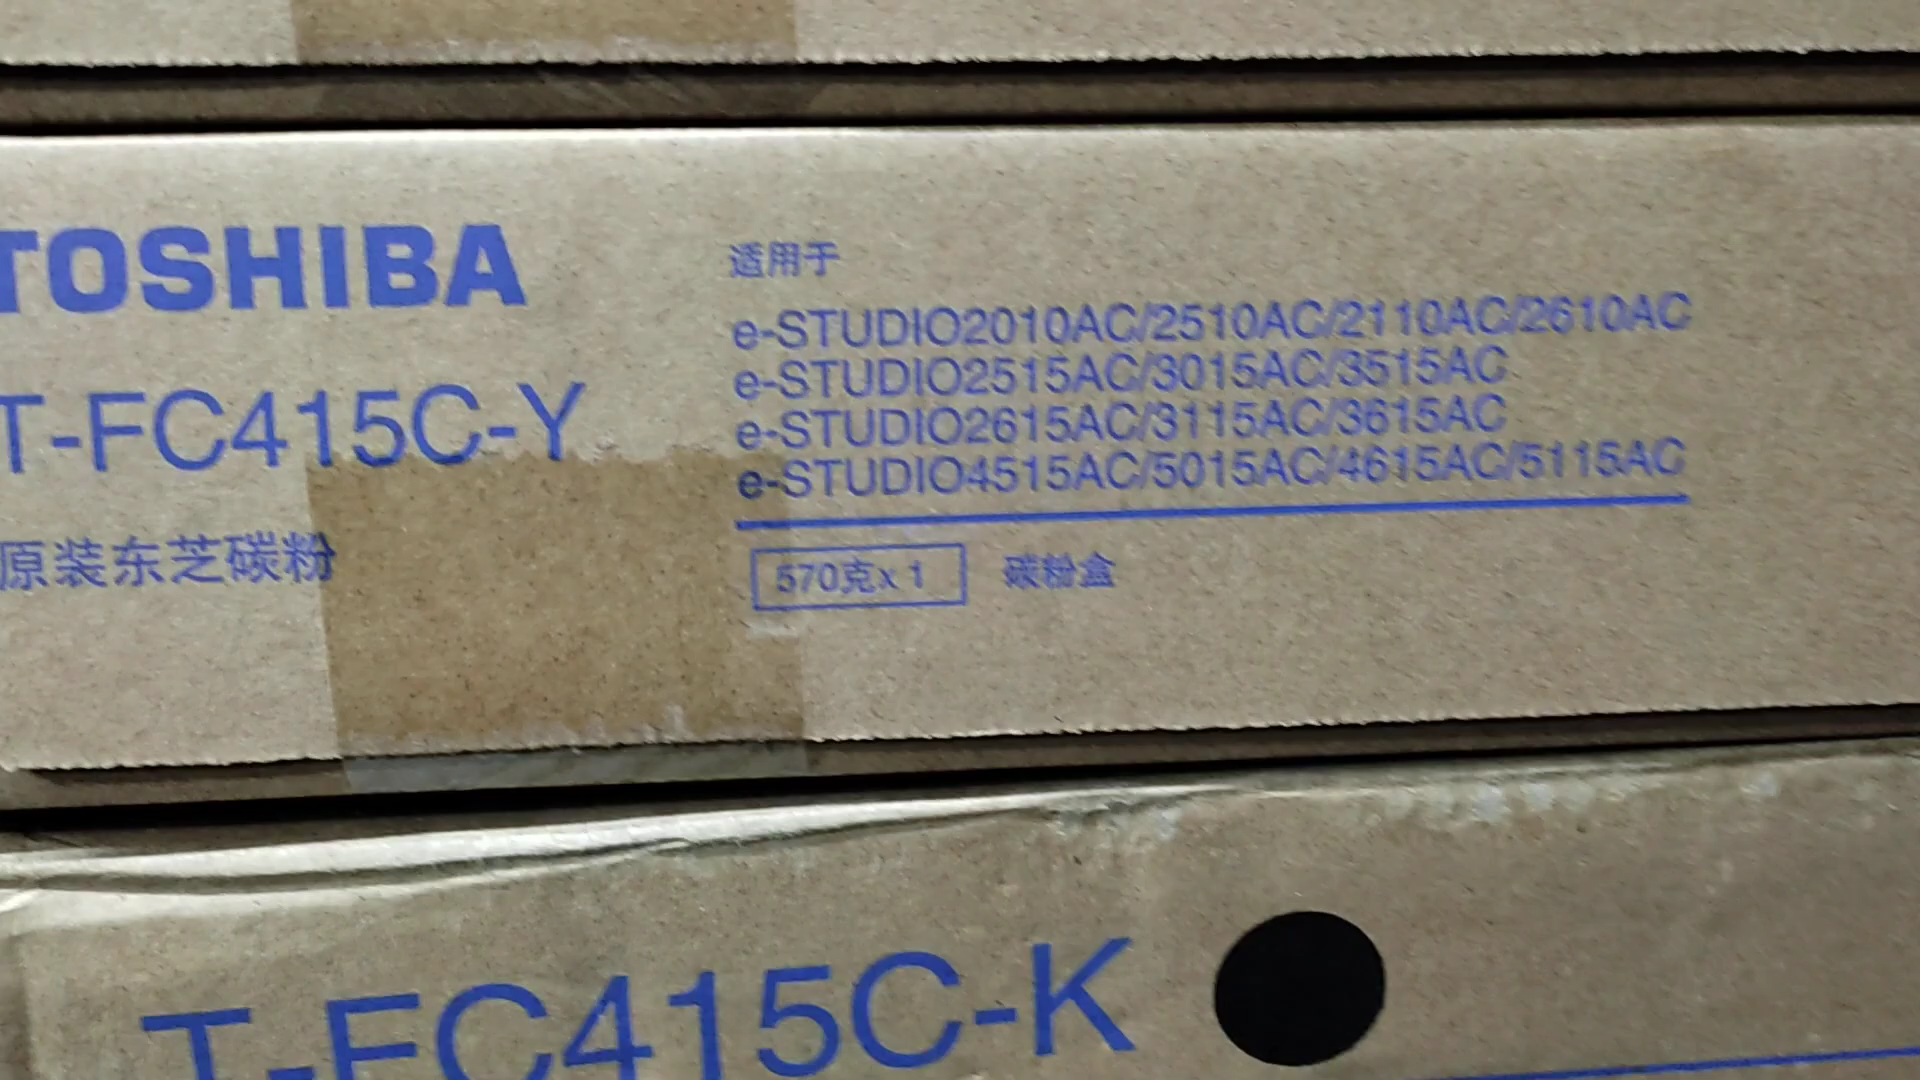 TOSHIBA
T-FC415C-Y
原装东芝碳粉
适用于
e-STUDIO2010AC/2510AC/2110AC/2610AC
e-STUDIO2515AC/3015AC/3515AC
e-STUDIO2615AC/3115AC/3615AC
e-STUDIO4515AC/5015AC/4615AC/5115AC
570克x 1
碳粉盒
T-FC415C-K